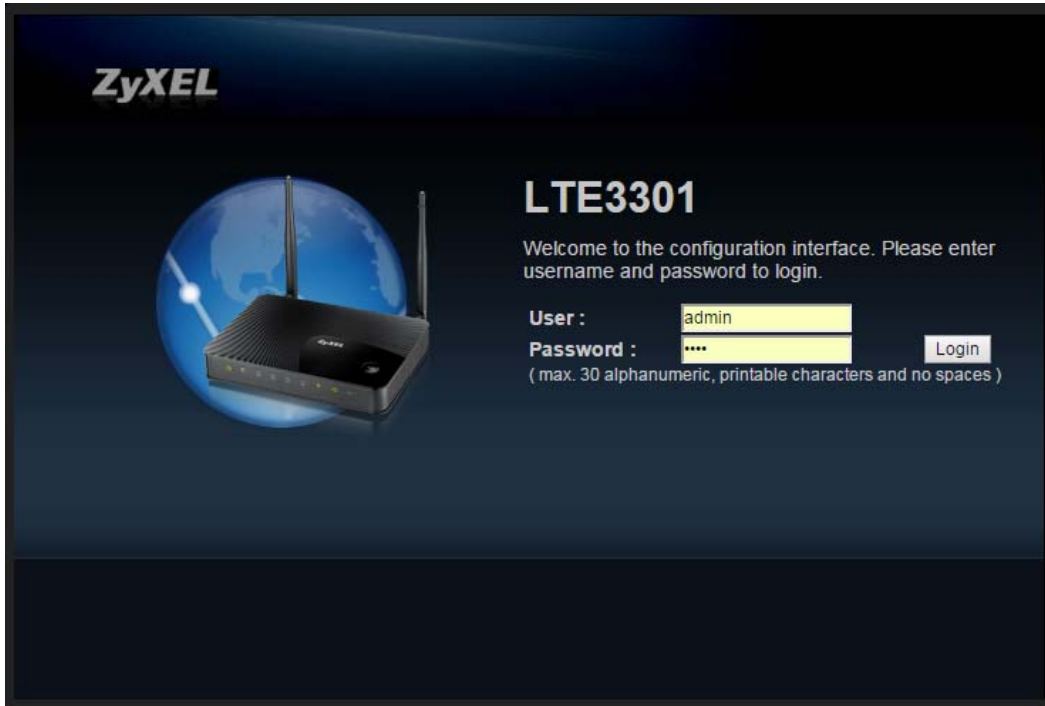 ZyXEL
LTE3301
Welcome to the configuration interface. Please enter
username and password to login.
User :
admin
Password :
••••
Login
( max. 30 alphanumeric, printable characters and no spaces )
ZyXEL